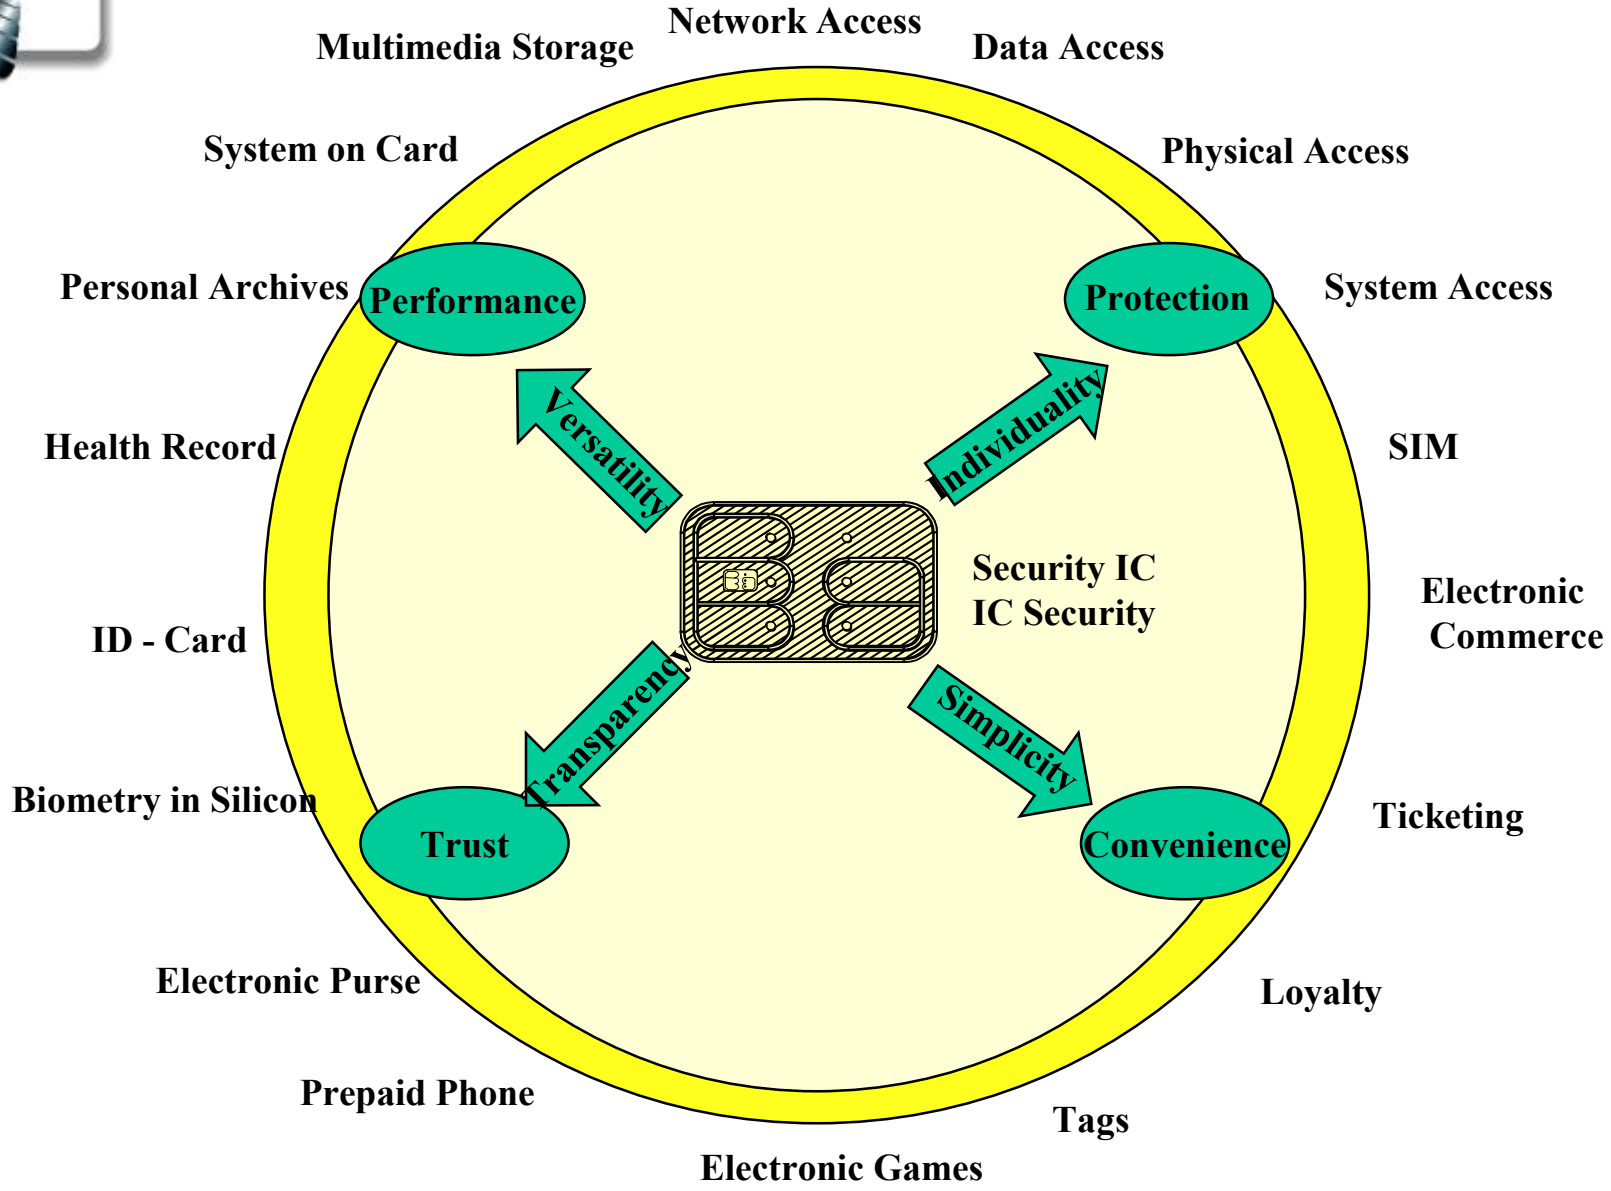 Network Access
Multimedia Storage
Data Access
System on Card
Physical Access
Personal Archives
Performance
Protection
System Access
Versatility
Individuality
Health Record
SIM
Security IC
IC Security
Electronic
Commerce
ID - Card
Transparency
Simplicity
Biometry in Silicon
Ticketing
Trust
Convenience
Electronic Purse
Loyalty
Prepaid Phone
Tags
Electronic Games